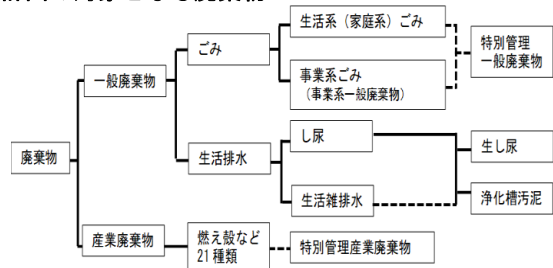 生活系（家庭系）ごみ
ごみ
特別管理
一般廃棄物
一般廃棄物
事業系ごみ
（事業系一般廃棄物）
し尿
生し尿
廃棄物
生活排水
生活雑排水
浄化槽汚泥
産業廃棄物
燃え殻など
21種類
特別管理産業廃棄物